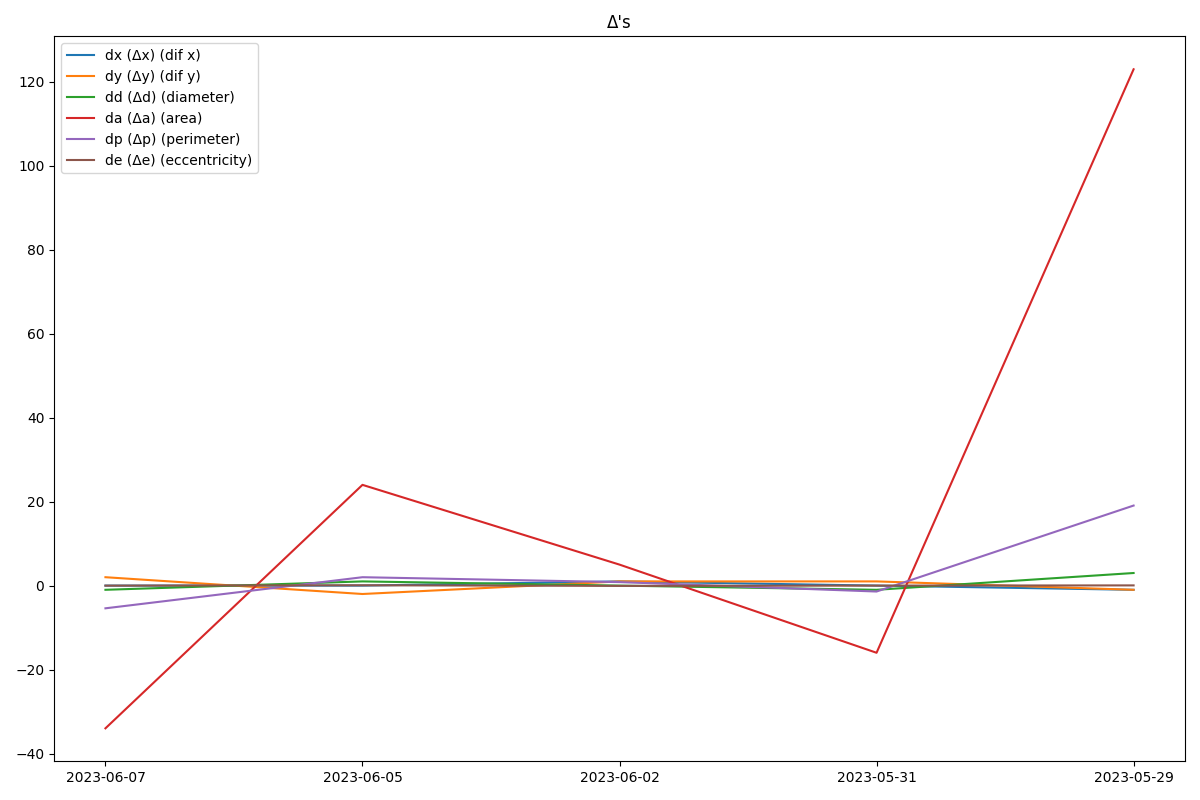 Δ's
dx (Δx) (dif x)
dy (Δy) (dif y)
dd (Δd) (diameter)
da (Δa) (area)
dp (Δp) (perimeter)
de (Δe) (eccentricity)
120
100
80
60
40
20
0
−20
−40
2023-06-07 2023-06-05 2023-06-02 2023-05-31 2023-05-29